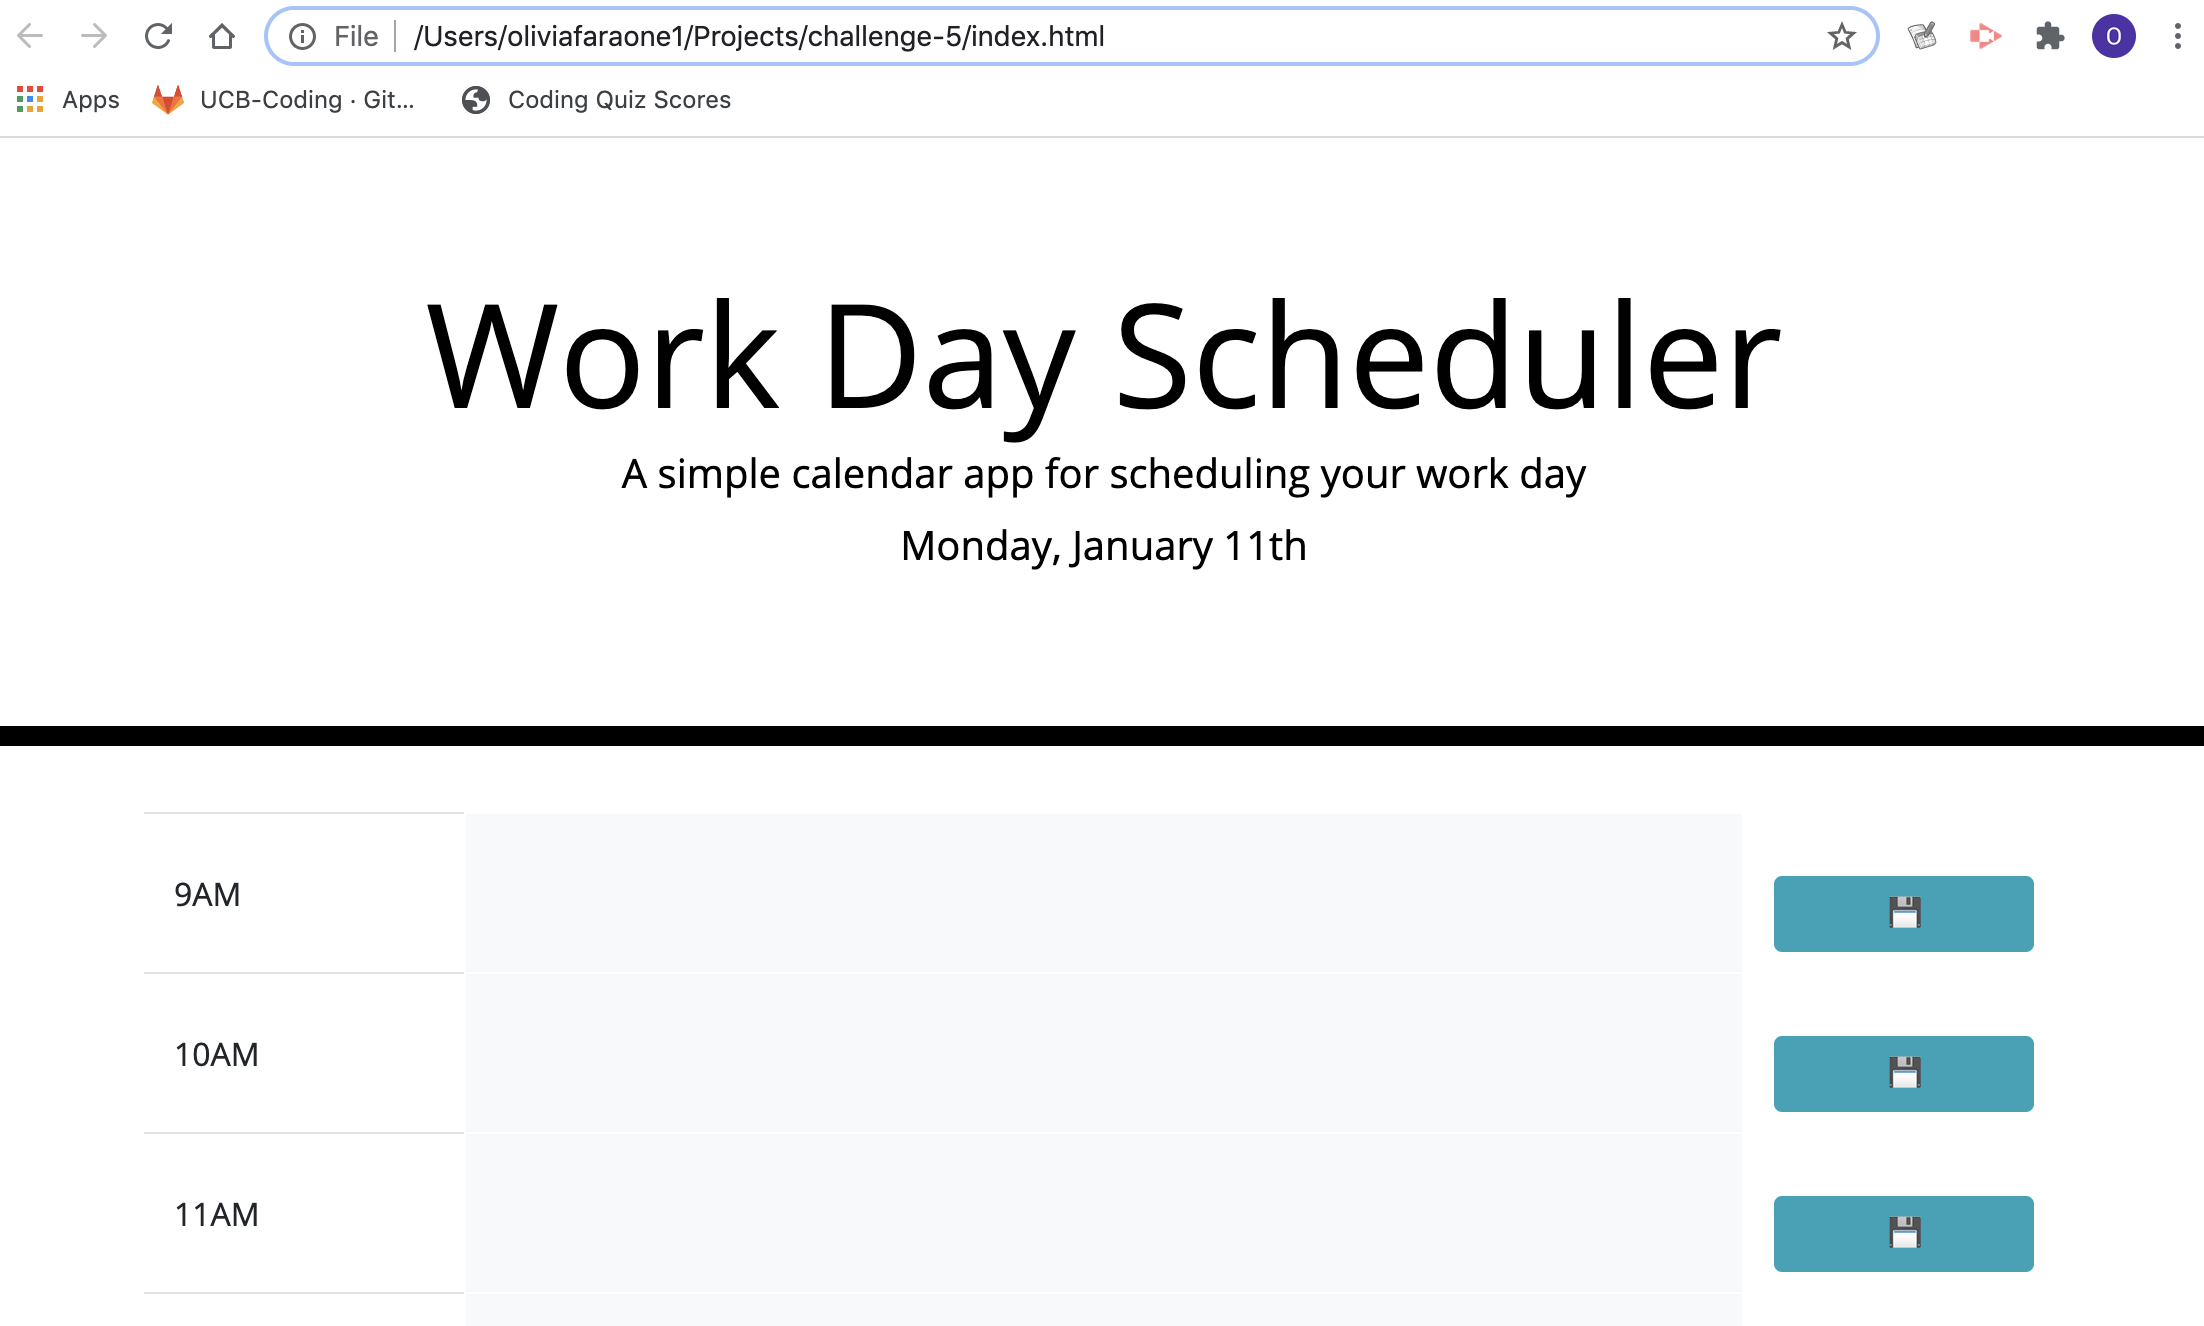 File /Users/oliviafaraone1/Projects/challenge-5/index.html O
Apps UCB-Coding · Git... Coding Quiz Scores
Work Day Scheduler
A simple calendar app for scheduling your work day
Monday, January 11th
9AM
10AM
11AM